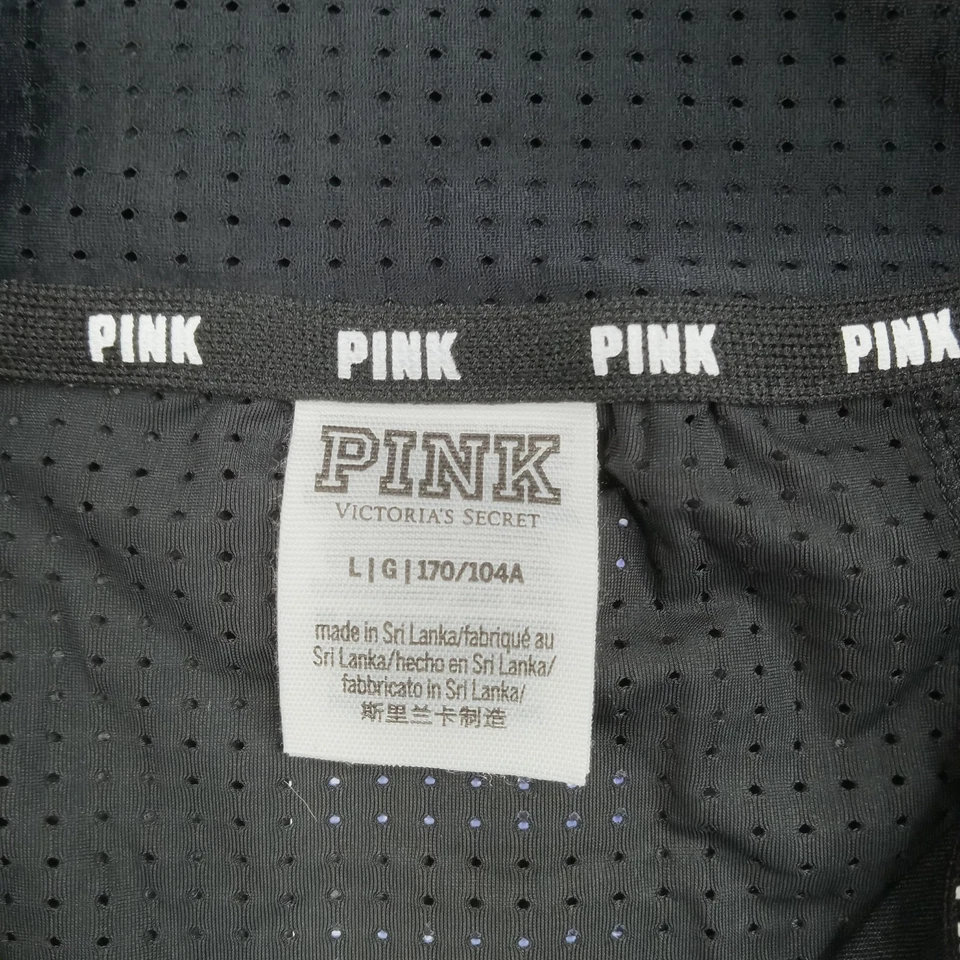 PINK PINK PINK PINK
PINK
VICTORIA'S SECRET
L | G | 170/104A
made in Sri Lanka/fabriqué au
Sri Lanka/hecho en Sri Lanka/
fabbricato in Sri Lanka/
斯里兰卡制造